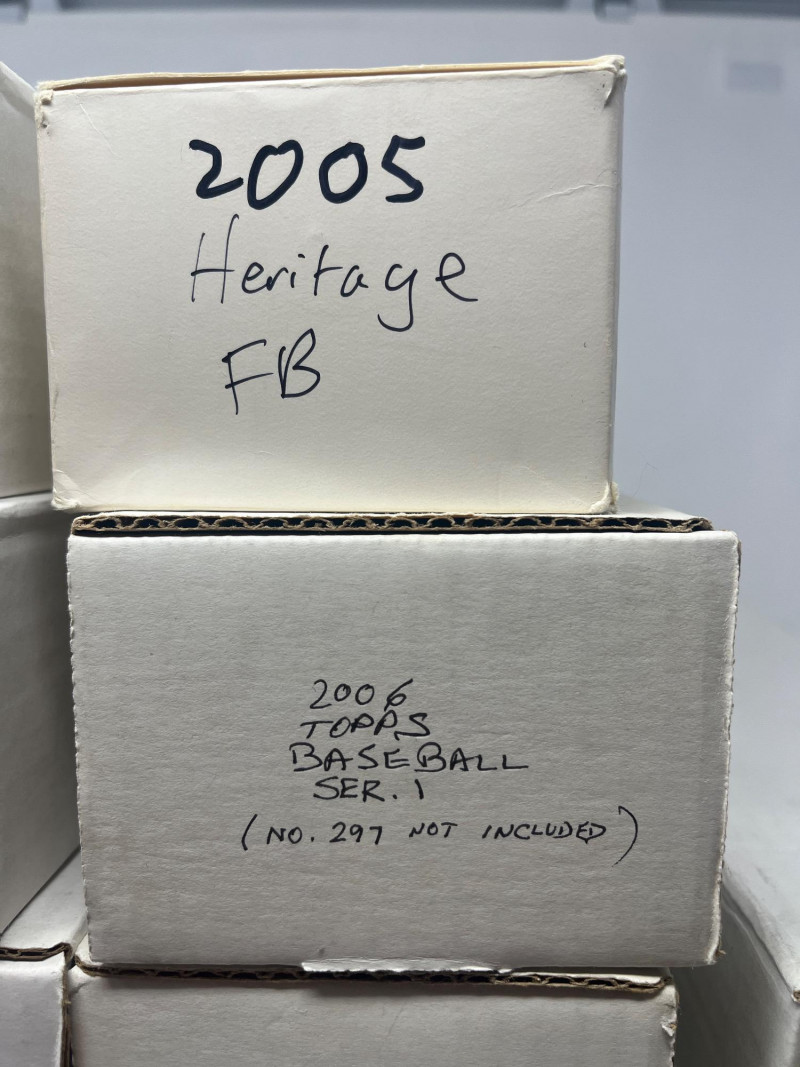 2005
Heritage
FB
2006
TOPPS
BASEBALL
SER. 1
(NO. 297 NOT INCLUDED)